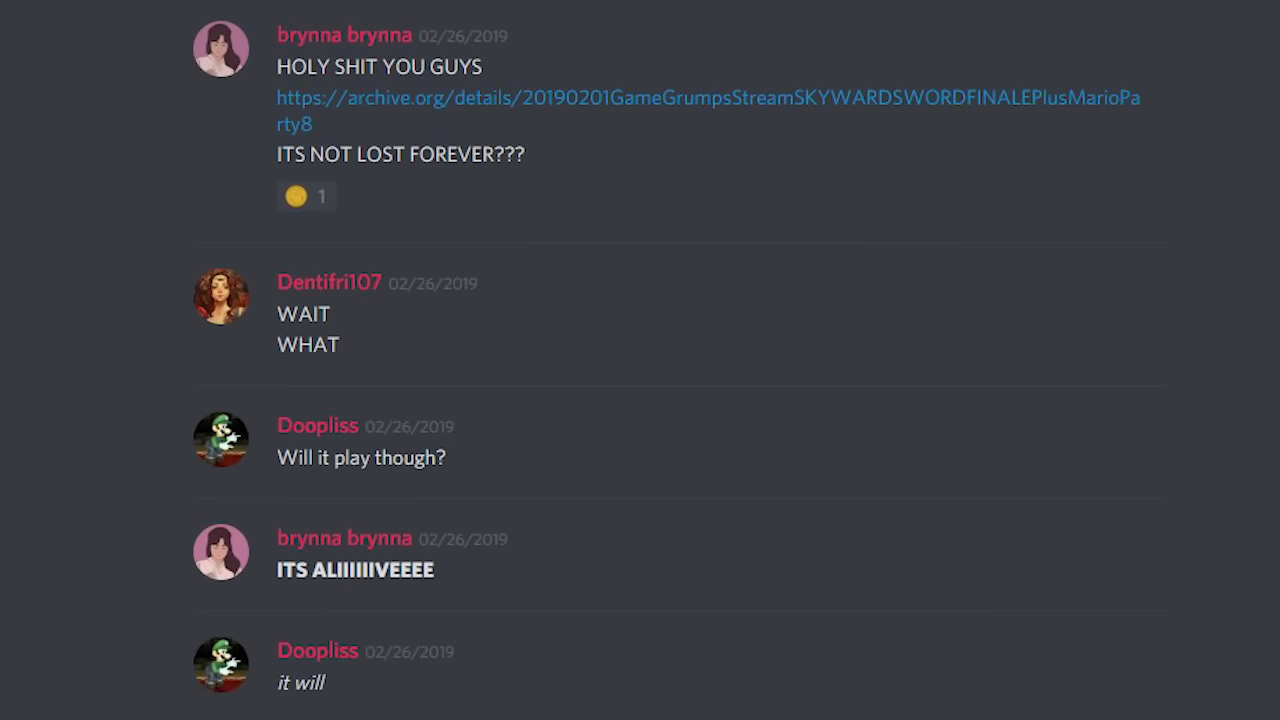 brynna brynna 02/26/2019
HOLY SHIT YOU GUYS
https://archive.org/details/20190201GameGrumpsStreamSKYWARDSWORDFINALEPlusMarioPa
rty8
ITS NOT LOST FOREVER???
1
Dentifri107 02/26/2019
WAIT
WHAT
Doopliss 02/26/2019
Will it play though?
brynna brynna 02/26/2019
ITS ALIIIIIIVEEEE
Doopliss 02/26/2019
it will